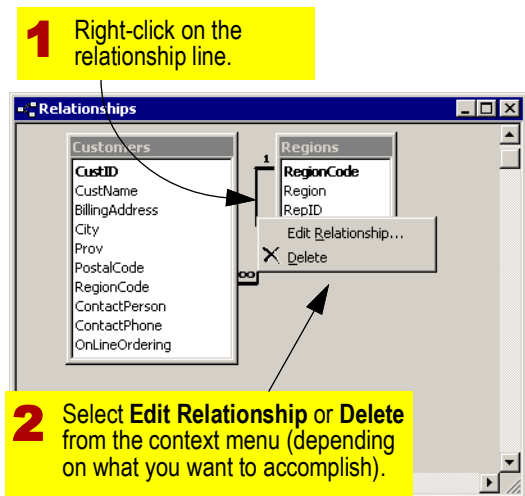 1 Right-click on the
relationship line.
Relationships
Customers
CustID
CustName
BillingAddress
City
Prov
PostalCode
RegionCode
ContactPerson
ContactPhone
OnLineOrdering
1
∞
Regions
RegionCode
Region
RepID
Edit Relationship...
Delete
2 Select Edit Relationship or Delete
from the context menu (depending
on what you want to accomplish).